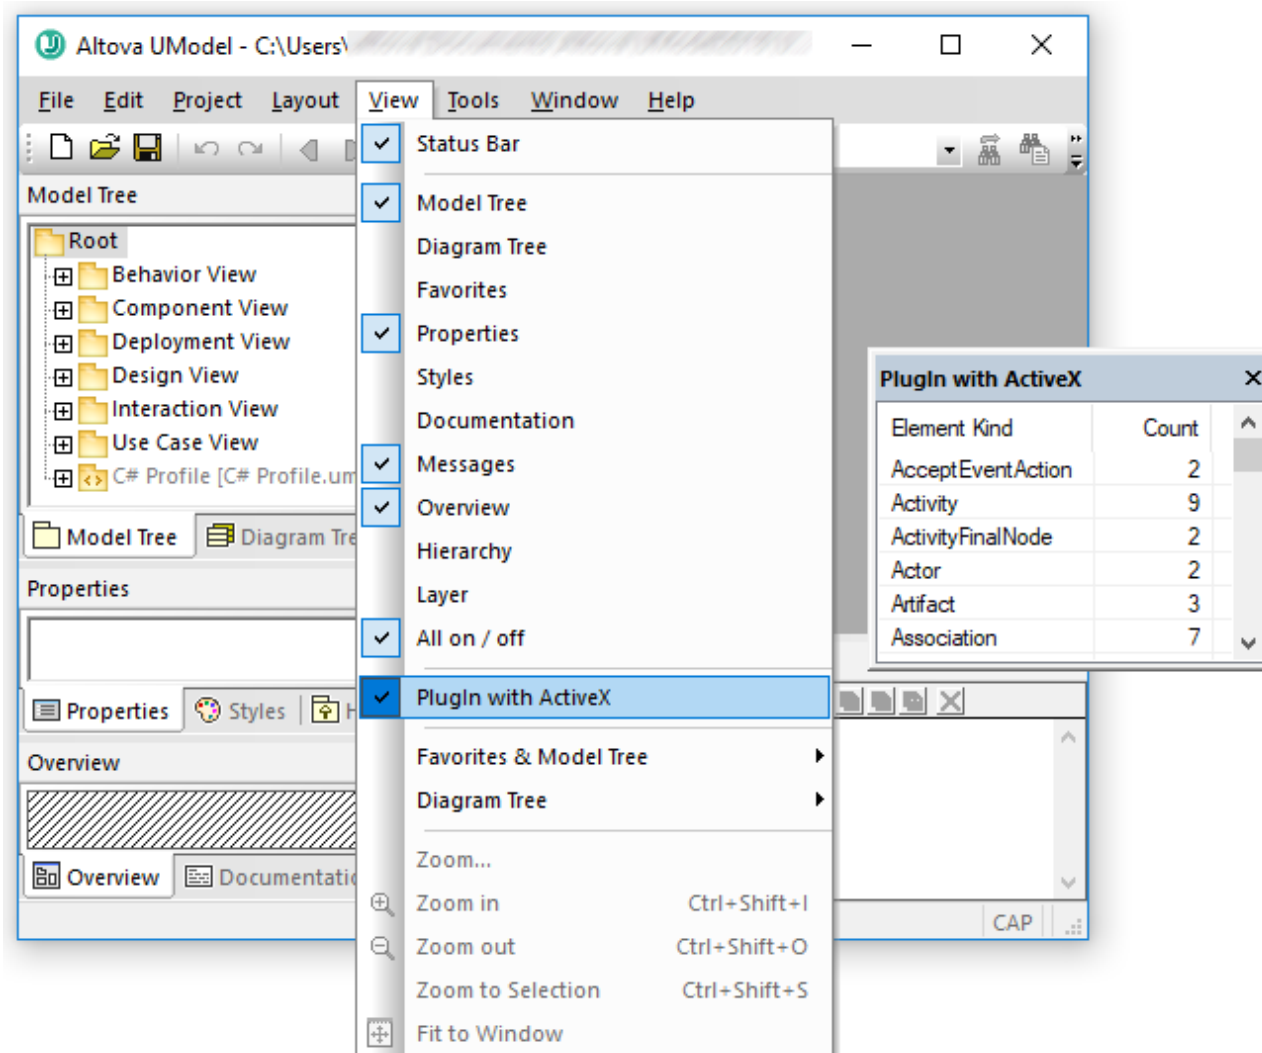 Altova UModel - C:\Users\
File Edit Project Layout View Tools Window Help
Status Bar
Model Tree
Diagram Tree
Favorites
Properties
Styles
Documentation
Messages
Overview
Hierarchy
Layer
All on / off
PlugIn with ActiveX
Favorites & Model Tree
Diagram Tree
Zoom...
Zoom in Ctrl+Shift+I
Zoom out Ctrl+Shift+O
Zoom to Selection Ctrl+Shift+S
Fit to Window
Model Tree
Root
Behavior View
Component View
Deployment View
Design View
Interaction View
Use Case View
C# Profile [C# Profile.um
Model Tree Diagram Tre
Properties
Properties Styles H
Overview
Overview Documentatio
PlugIn with ActiveX
Element Kind Count
AcceptEventAction 2
Activity 9
ActivityFinalNode 2
Actor 2
Artifact 3
Association 7
CAP